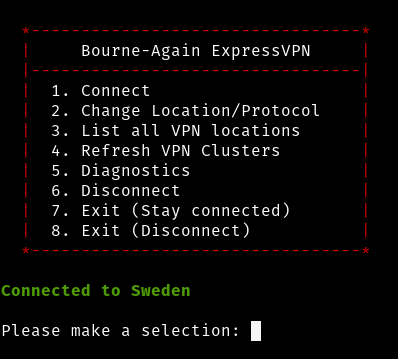 *----------------------------------*
|     Bourne-Again ExpressVPN     |
|---------------------------------|
|  1. Connect                     |
|  2. Change Location/Protocol    |
|  3. List all VPN locations      |
|  4. Refresh VPN Clusters        |
|  5. Diagnostics                 |
|  6. Disconnect                  |
|  7. Exit (Stay connected)       |
|  8. Exit (Disconnect)           |
*---------------------------------*
Connected to Sweden
Please make a selection: